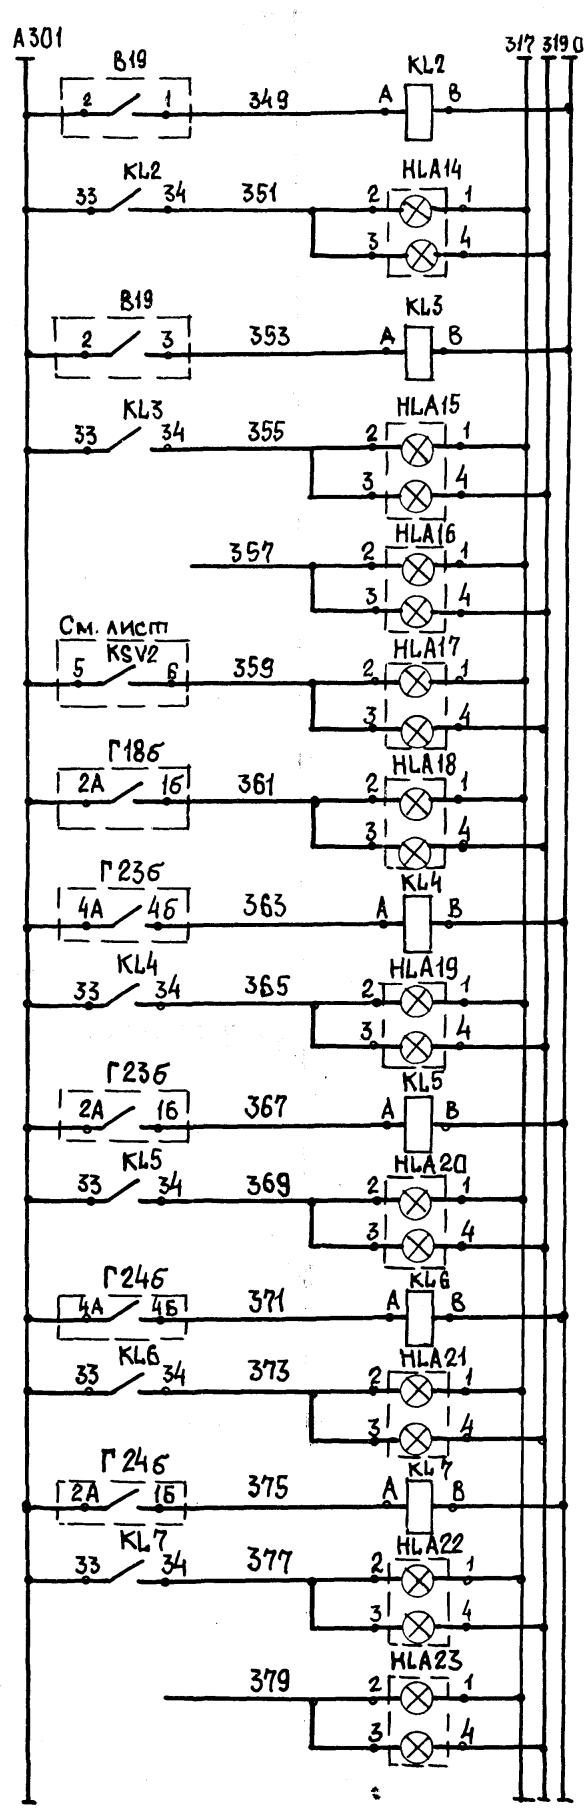 А301 317 319 0
В19 KL2
2 1 349 А В
KL2 HLA14
33 34 351 2 1
3 4
В19 KL3
2 3 353 А В
KL3 HLA15
33 34 355 2 1
3 4
HLA16
357 2 1
3 4
См. лист
KSV2 HLA17
5 6 359 2 1
3 4
Г18б HLA18
2А 1б 361 2 1
3 4
Г23б KL4
4А 4б 363 А В
KL4 HLA19
33 34 365 2 1
3 4
Г23б KL5
2А 1б 367 А В
KL5 HLA20
33 34 369 2 1
3 4
Г24б KL6
4А 4Б 371 А В
KL6 HLA21
33 34 373 2 1
3 4
Г24б KL7
2А 1Б 375 А В
KL7 HLA22
33 34 377 2 1
3 4
HLA23
379 2 1
3 4